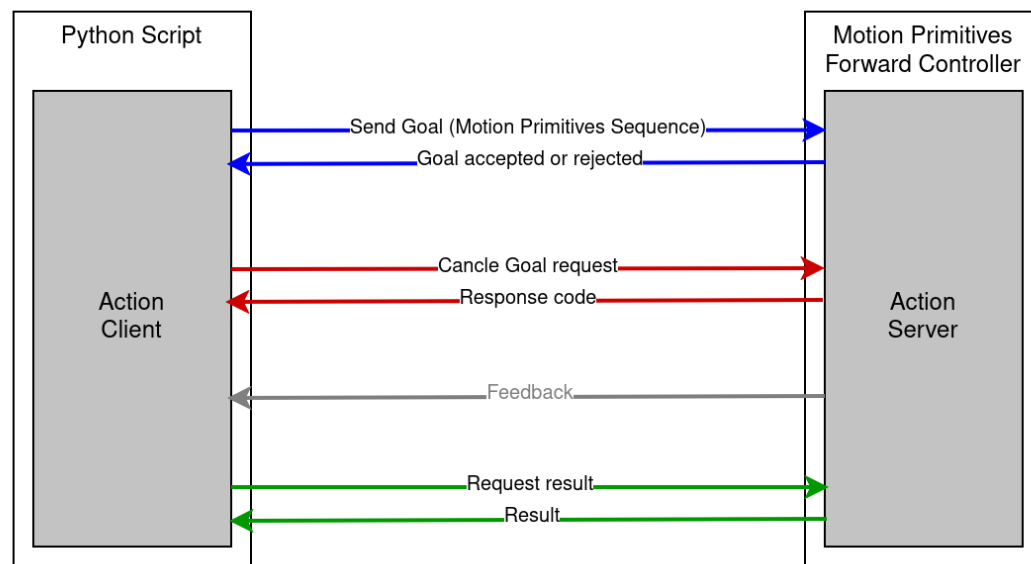 Python Script
Motion Primitives
Forward Controller
Send Goal (Motion Primitives Sequence)
Goal accepted or rejected
Cancle Goal request
Response code
Action
Client
Action
Server
Feedback
Request result
Result